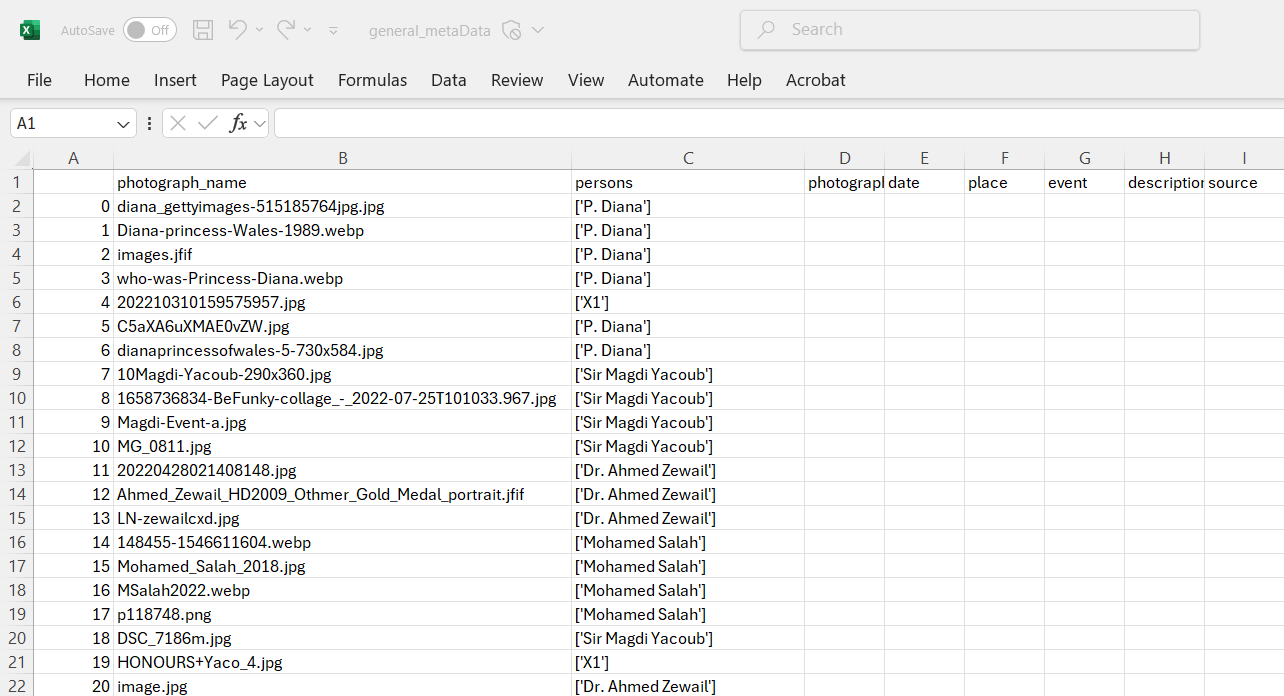 AutoSave Off general_metaData Search
File Home Insert Page Layout Formulas Data Review View Automate Help Acrobat
A1 fx
A B C D E F G H I
1 photograph_name persons photograpl date place event description source
2 0 diana_gettyimages-515185764jpg.jpg ['P. Diana']
3 1 Diana-princess-Wales-1989.webp ['P. Diana']
4 2 images.jfif ['P. Diana']
5 3 who-was-Princess-Diana.webp ['P. Diana']
6 4 202210310159575957.jpg ['X1']
7 5 C5aXA6uXMAE0vZW.jpg ['P. Diana']
8 6 dianaprincessofwales-5-730x584.jpg ['P. Diana']
9 7 10Magdi-Yacoub-290x360.jpg ['Sir Magdi Yacoub']
10 8 1658736834-BeFunky-collage_-_2022-07-25T101033.967.jpg ['Sir Magdi Yacoub']
11 9 Magdi-Event-a.jpg ['Sir Magdi Yacoub']
12 10 MG_0811.jpg ['Sir Magdi Yacoub']
13 11 20220428021408148.jpg ['Dr. Ahmed Zewail']
14 12 Ahmed_Zewail_HD2009_Othmer_Gold_Medal_portrait.jfif ['Dr. Ahmed Zewail']
15 13 LN-zewailcxd.jpg ['Dr. Ahmed Zewail']
16 14 148455-1546611604.webp ['Mohamed Salah']
17 15 Mohamed_Salah_2018.jpg ['Mohamed Salah']
18 16 MSalah2022.webp ['Mohamed Salah']
19 17 p118748.png ['Mohamed Salah']
20 18 DSC_7186m.jpg ['Sir Magdi Yacoub']
21 19 HONOURS+Yaco_4.jpg ['X1']
22 20 image.jpg ['Dr. Ahmed Zewail']